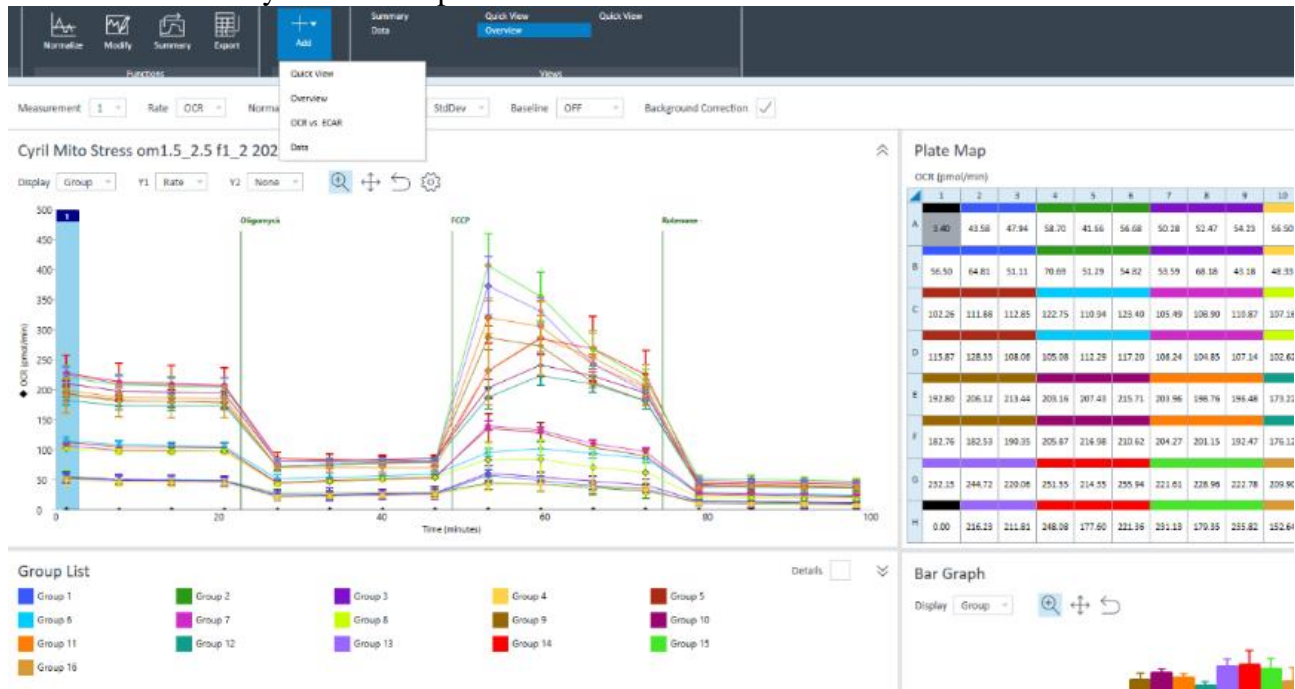 Normalize Modify Summary Export Add
Summary Quick View Quick View
Data Overview
Functions Views
Quick View
Overview
OCR vs. ECAR
Data
Measurement 1 Rate OCR StdDev Baseline OFF Background Correction
Cyril Mito Stress om1.5_2.5 f1_2 202
Display Group Y1 Rate Y2 None
1
Oligomycin FCCP Rotenone
500
450
400
350
300
250
200
150
100
50
0
OCR (pmol/min)
0 20 40 60 80 100
Time (minutes)
Group List Details
Group 1 Group 2 Group 3 Group 4 Group 5
Group 6 Group 7 Group 8 Group 9 Group 10
Group 11 Group 12 Group 13 Group 14 Group 15
Group 16
Plate Map
OCR (pmol/min)
1 2 3 4 5 6 7 8 9 10
A 3.40 43.58 47.94 58.70 41.56 56.68 50.28 52.47 54.23 56.50
B 56.50 64.81 51.11 70.69 51.29 54.82 53.59 68.18 43.18 48.33
C 102.26 111.88 112.85 122.75 110.94 123.40 105.49 108.90 110.87 107.16
D 115.87 128.33 108.06 105.08 112.29 117.20 106.24 104.85 107.14 102.62
E 192.80 206.12 213.44 203.16 207.43 215.71 203.96 198.76 196.48 173.22
F 182.76 182.53 190.35 205.87 216.98 210.62 204.27 201.15 192.47 176.12
G 232.15 244.72 220.06 251.55 214.35 255.94 221.61 228.96 222.78 209.90
H 0.00 216.23 211.81 248.08 177.60 221.36 231.13 179.35 235.82 152.64
Bar Graph
Display Group